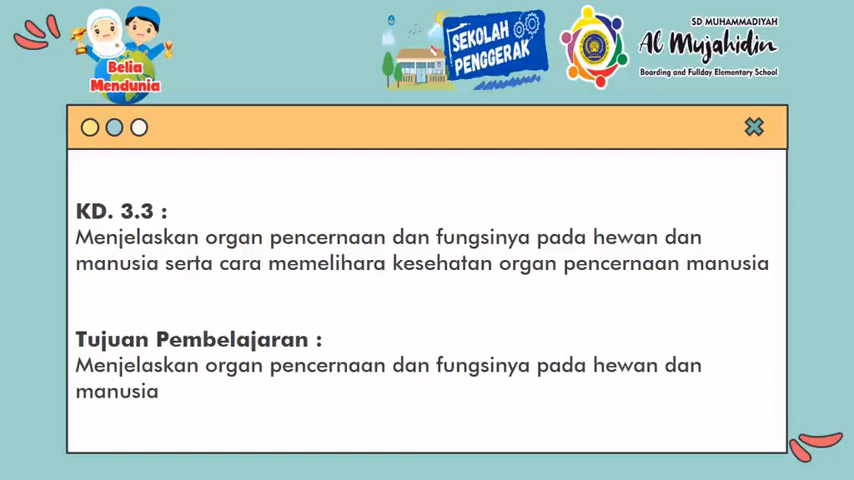 Belia
Mendunia
SEKOLAH
PENGGERAK
SD MUHAMMADIYAH
Al Mujahidin
Boarding and Fullday Elementary School
KD. 3.3 :
Menjelaskan organ pencernaan dan fungsinya pada hewan dan
manusia serta cara memelihara kesehatan organ pencernaan manusia
Tujuan Pembelajaran :
Menjelaskan organ pencernaan dan fungsinya pada hewan dan
manusia